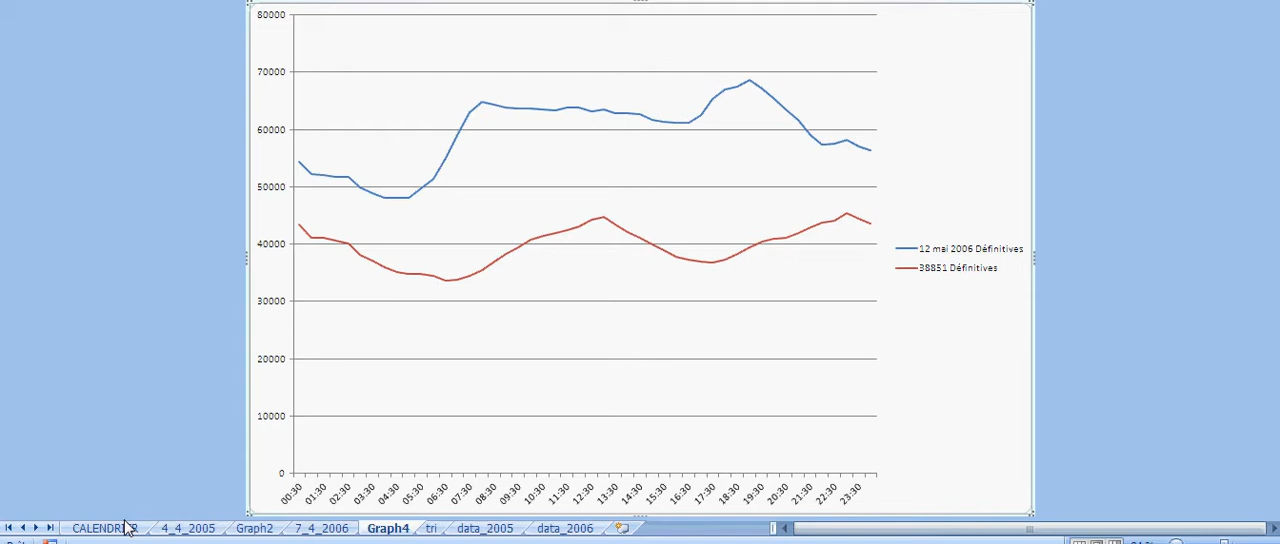 80000
70000
60000
50000
40000
30000
20000
10000
0
12 mai 2006 Définitives
38851 Définitives
00:30 01:30 02:30 03:30 04:30 05:30 06:30 07:30 08:30 09:30 10:30 11:30 12:30 13:30 14:30 15:30 16:30 17:30 18:30 19:30 20:30 21:30 22:30 23:30
4_4_2005 Graph2 7_4_2006 Graph4 tri data_2005 data_2006